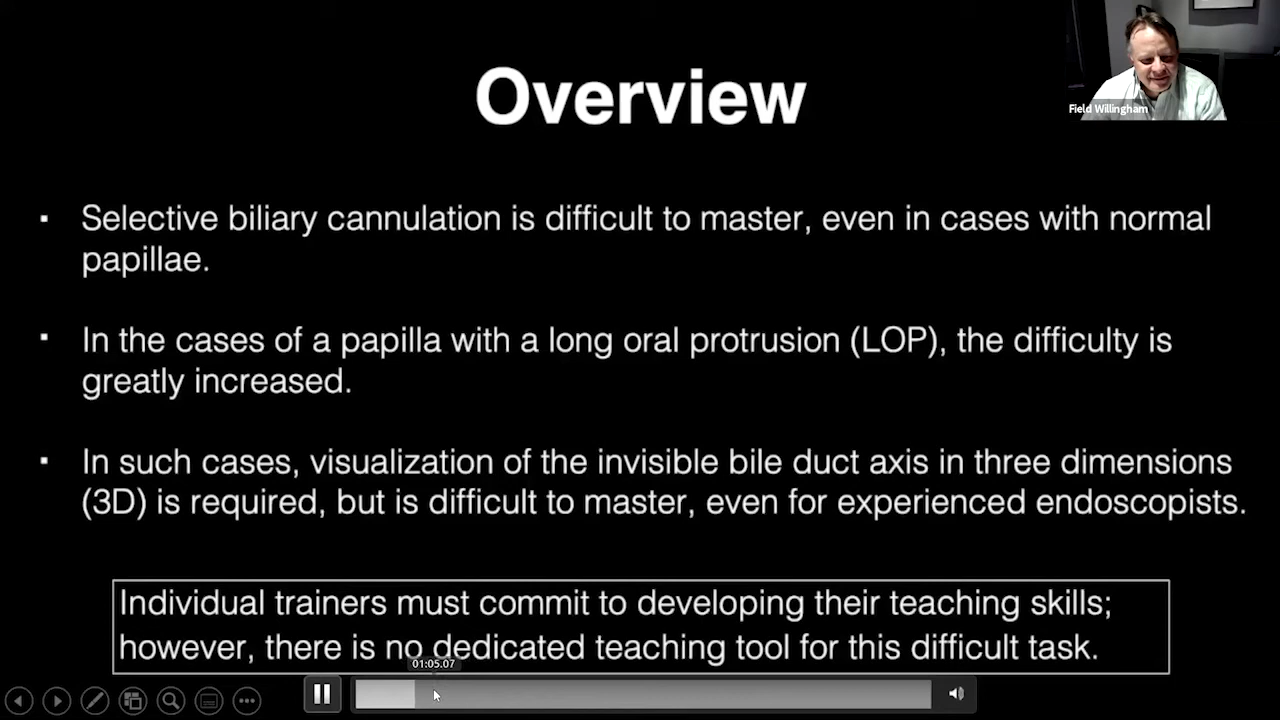 Overview
Field Willingham
▪ Selective biliary cannulation is difficult to master, even in cases with normal
papillae.
▪ In the cases of a papilla with a long oral protrusion (LOP), the difficulty is
greatly increased.
▪ In such cases, visualization of the invisible bile duct axis in three dimensions
(3D) is required, but is difficult to master, even for experienced endoscopists.
Individual trainers must commit to developing their teaching skills;
however, there is no dedicated teaching tool for this difficult task.
01:05.07